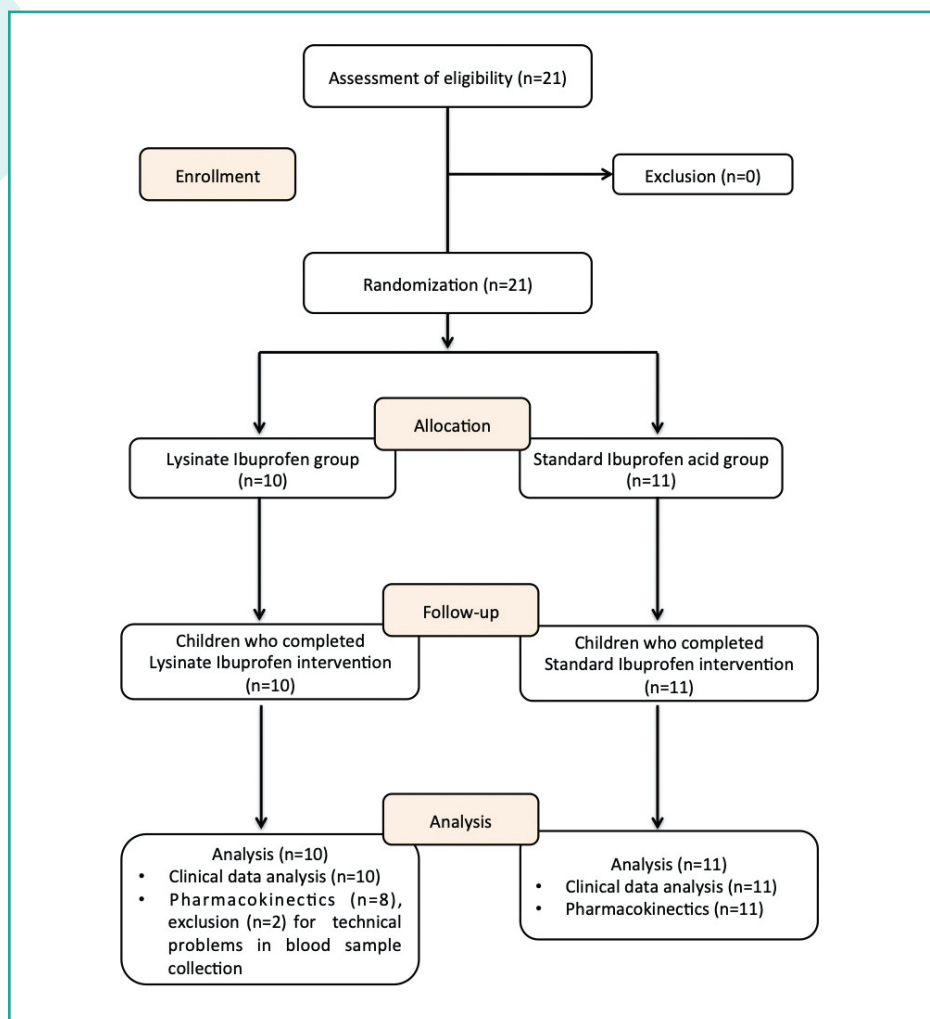 Assessment of eligibility (n=21)
Enrollment
Exclusion (n=0)
Randomization (n=21)
Allocation
Lysinate Ibuprofen group
(n=10)
Standard Ibuprofen acid group
(n=11)
Follow-up
Children who completed
Lysinate Ibuprofen intervention
(n=10)
Children who completed
Standard Ibuprofen intervention
(n=11)
Analysis
Analysis (n=10)
• Clinical data analysis (n=10)
• Pharmacokinectics (n=8),
exclusion (n=2) for technical
problems in blood sample
collection
Analysis (n=11)
• Clinical data analysis (n=11)
• Pharmacokinectics (n=11)